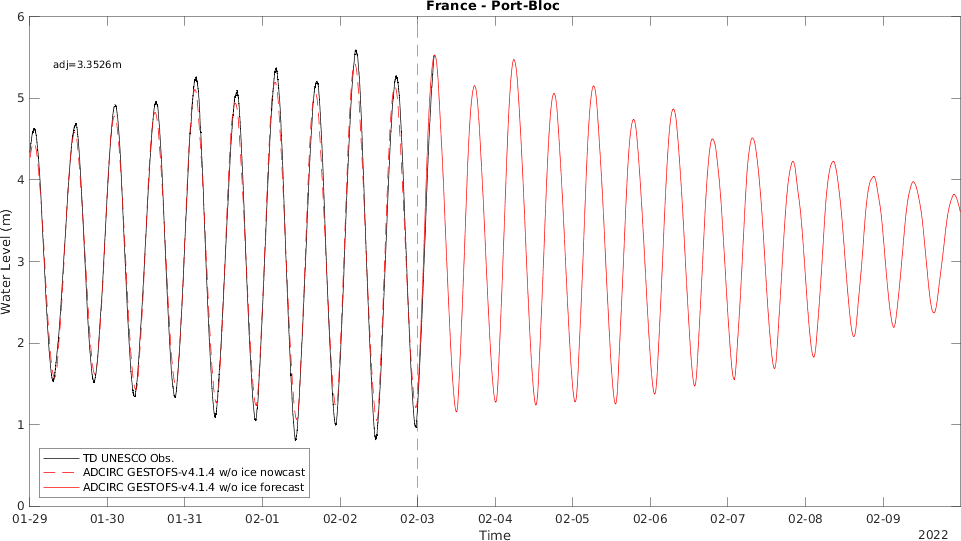 France - Port-Bloc
6
adj=3.3526m
5
4
3
2
1
0
Water Level (m)
TD UNESCO Obs.
ADCIRC GESTOFS-v4.1.4 w/o ice nowcast
ADCIRC GESTOFS-v4.1.4 w/o ice forecast
01-29 01-30 01-31 02-01 02-02 02-03 02-04 02-05 02-06 02-07 02-08 02-09
Time
2022